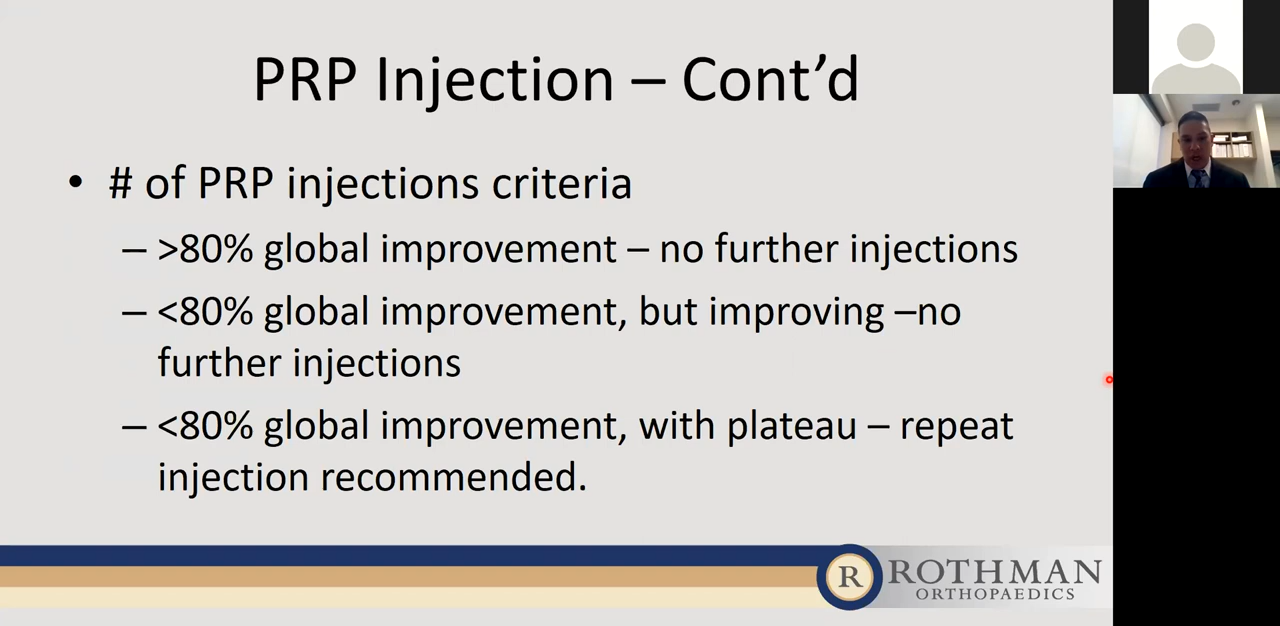 PRP Injection – Cont’d
• # of PRP injections criteria
– >80% global improvement – no further injections
– <80% global improvement, but improving –no
further injections
– <80% global improvement, with plateau – repeat
injection recommended.
R ROTHMAN
ORTHOPAEDICS